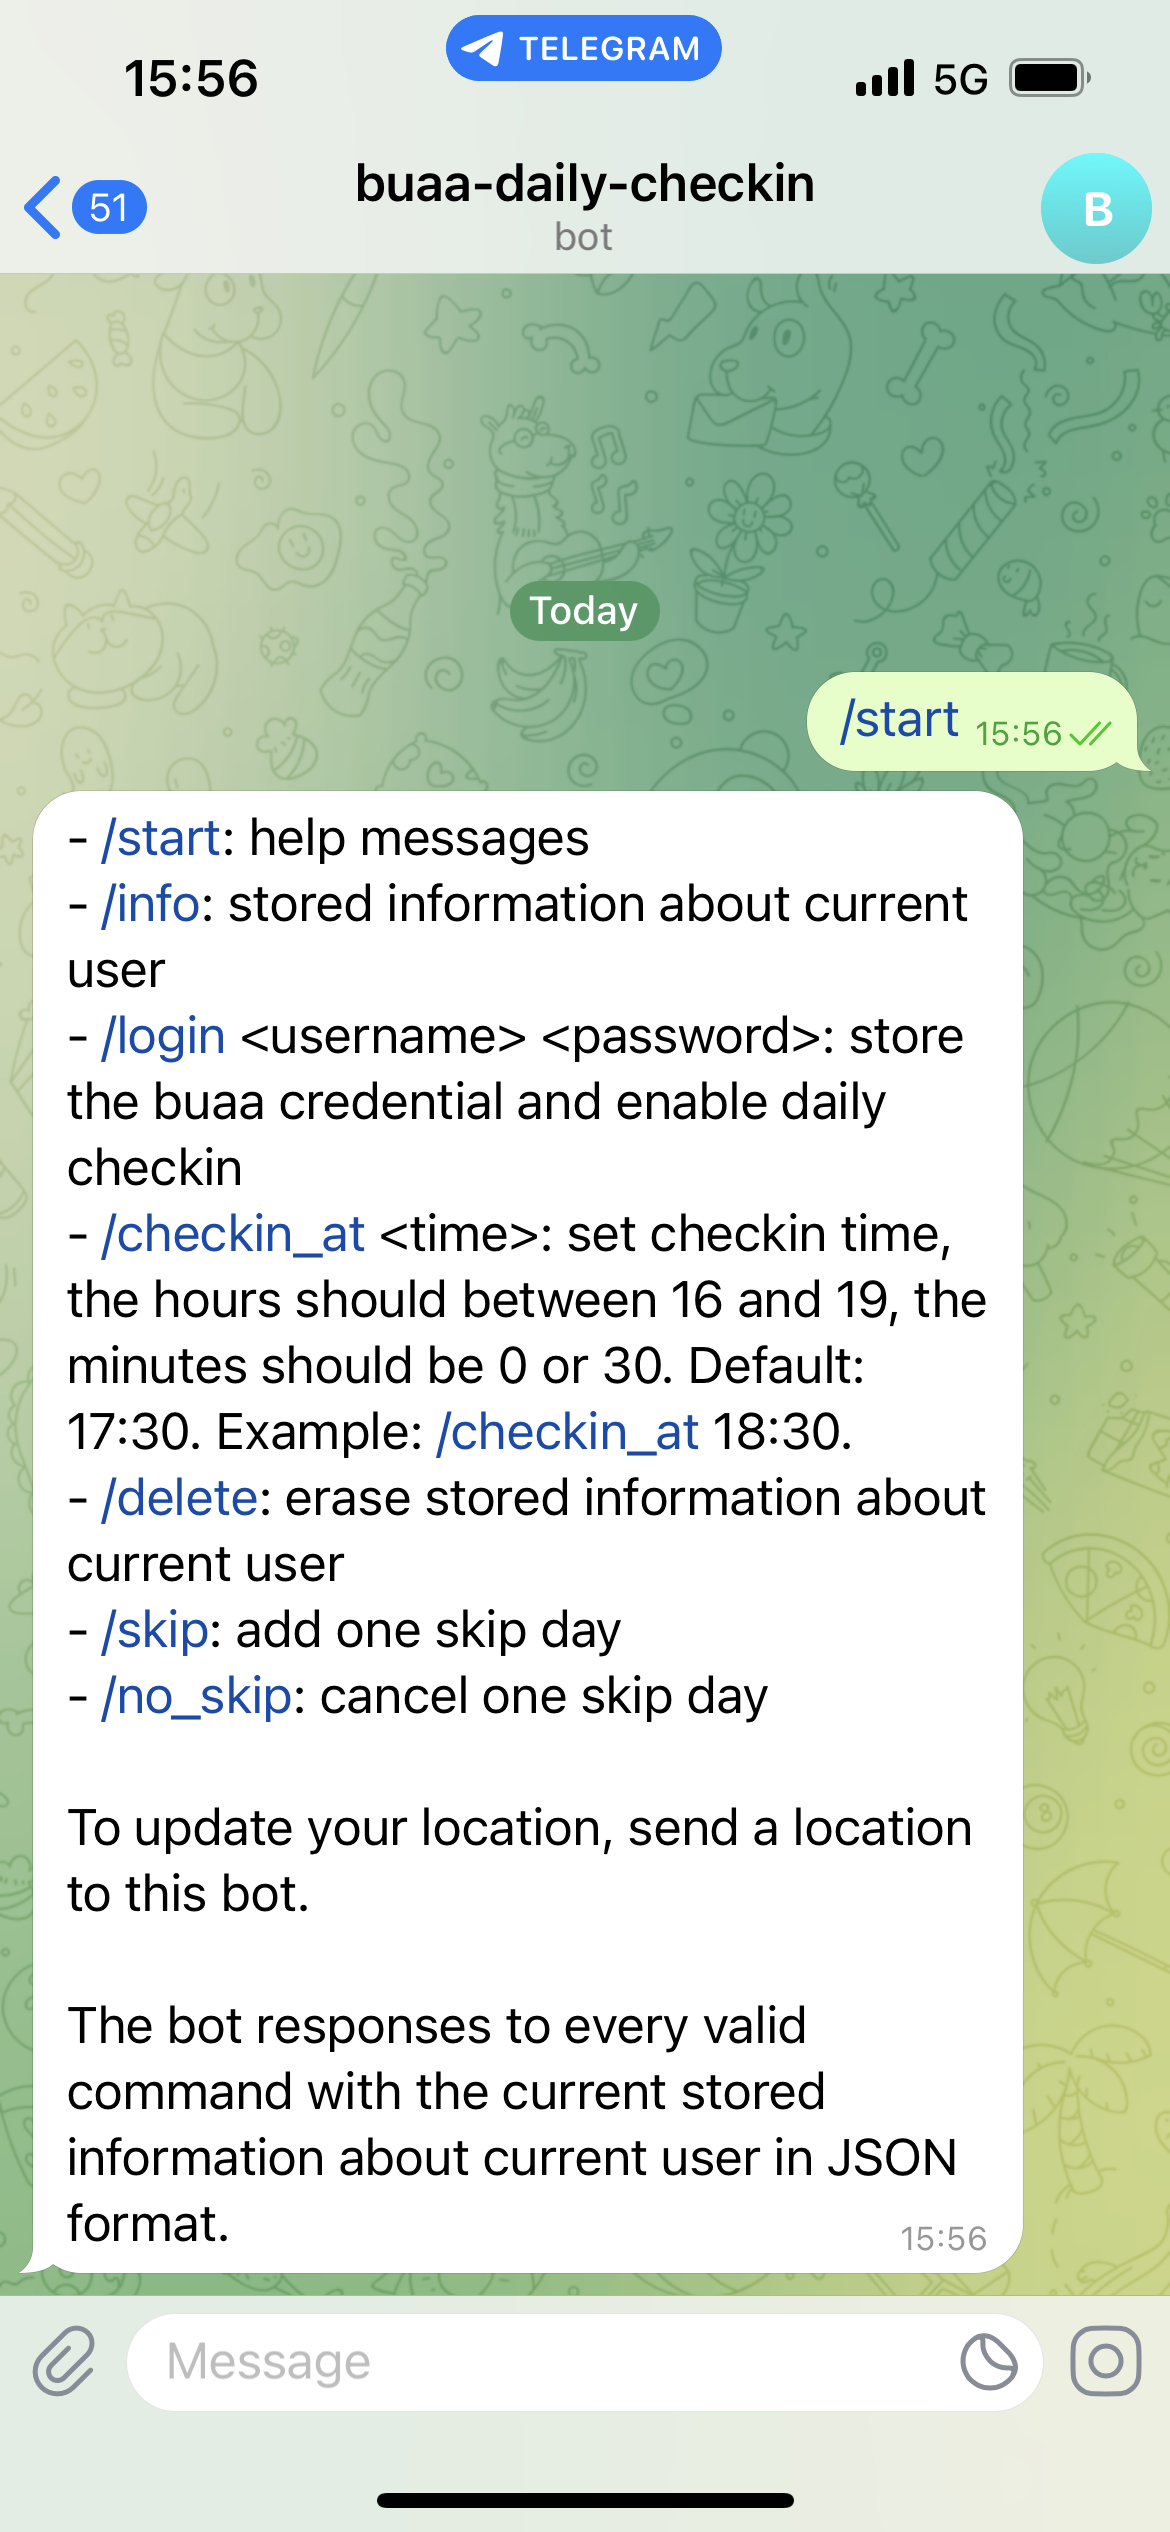 15:56
TELEGRAM
5G
51
buaa-daily-checkin
bot
B
Today
/start 15:56
- /start: help messages
- /info: stored information about current
user
- /login <username> <password>: store
the buaa credential and enable daily
checkin
- /checkin_at <time>: set checkin time,
the hours should between 16 and 19, the
minutes should be 0 or 30. Default:
17:30. Example: /checkin_at 18:30.
- /delete: erase stored information about
current user
- /skip: add one skip day
- /no_skip: cancel one skip day
To update your location, send a location
to this bot.
The bot responses to every valid
command with the current stored
information about current user in JSON
format.
15:56
Message